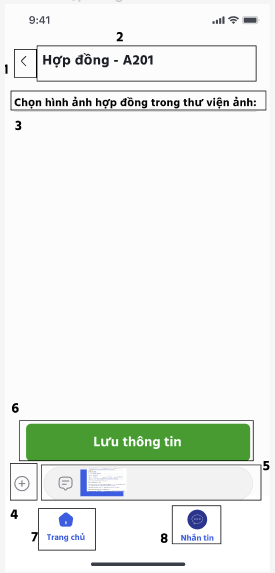 9:41
2
1
Hợp đồng - A201
Chọn hình ảnh hợp đồng trong thư viện ảnh:
3
6
Lưu thông tin
5
4
7
Trang chủ
8
Nhắn tin